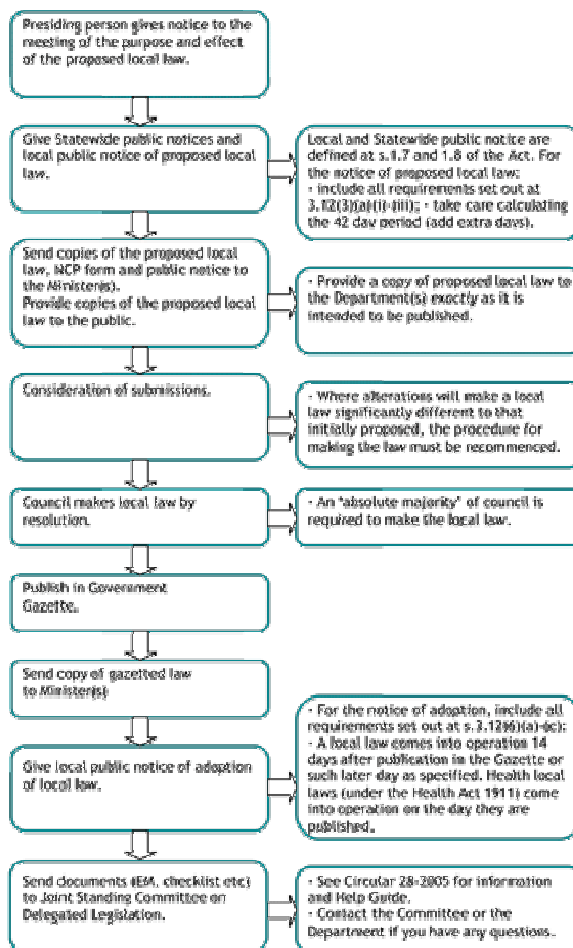 Presiding person gives notice to the
meeting of the purpose and effect
of the proposed local law.
Give Statewide public notices and
local public notice of proposed local
law.
Local and Statewide public notice are
defined at s.1.7 and 1.8 of the Act. For
the notice of proposed local law:
- include all requirements set out at
3.12(3)(a)(i)-(iii); - take care calculating
the 42 day period (add extra days).
Send copies of the proposed local
law, NCP form and public notice to
the Minister(s).
Provide copies of the proposed local
law to the public.
- Provide a copy of proposed local law to
the Department(s) exactly as it is
intended to be published.
Consideration of submissions.
- Where alterations will make a local
law significantly different to that
initially proposed, the procedure for
making the law must be recommenced.
Council makes local law by
resolution.
- An 'absolute majority' of council is
required to make the local law.
Publish in Government
Gazette.
Send copy of gazetted law
to Minister(s)
Give local public notice of adoption
of local law.
- For the notice of adoption, include all
requirements set out at s.3.12(6)(a)-(c);
- A local law comes into operation 14
days after publication in the Gazette or
such later day as specified. Health local
laws (under the Health Act 1911) come
into operation on the day they are
published.
Send documents (EM, checklist etc)
to Joint Standing Committee on
Delegated Legislation.
- See Circular 28-2005 for information
and Help Guide.
- Contact the Committee or the
Department if you have any questions.